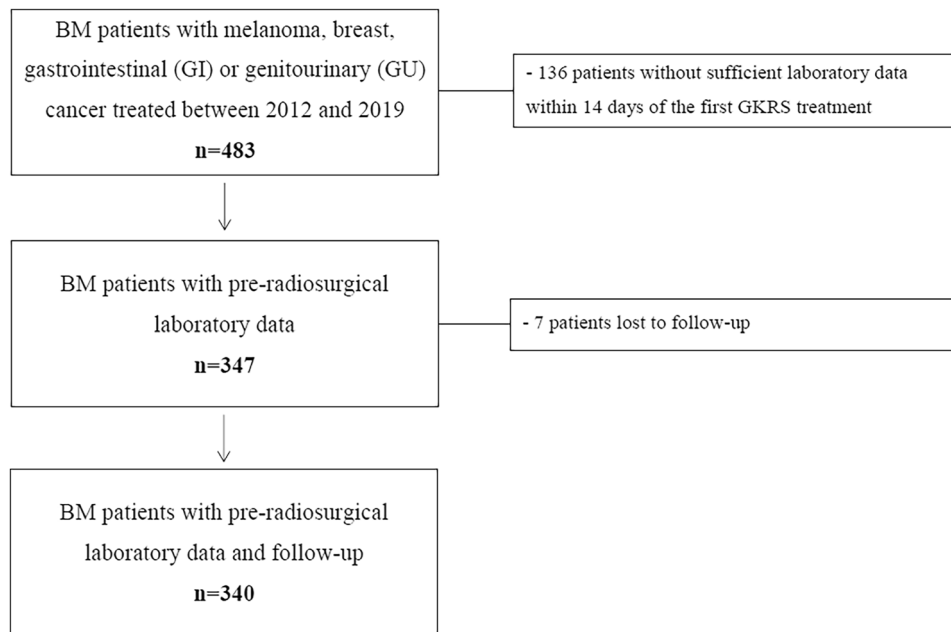 BM patients with melanoma, breast,
gastrointestinal (GI) or genitourinary (GU)
cancer treated between 2012 and 2019
n=483
- 136 patients without sufficient laboratory data
within 14 days of the first GKRS treatment
BM patients with pre-radiosurgical
laboratory data
n=347
- 7 patients lost to follow-up
BM patients with pre-radiosurgical
laboratory data and follow-up
n=340